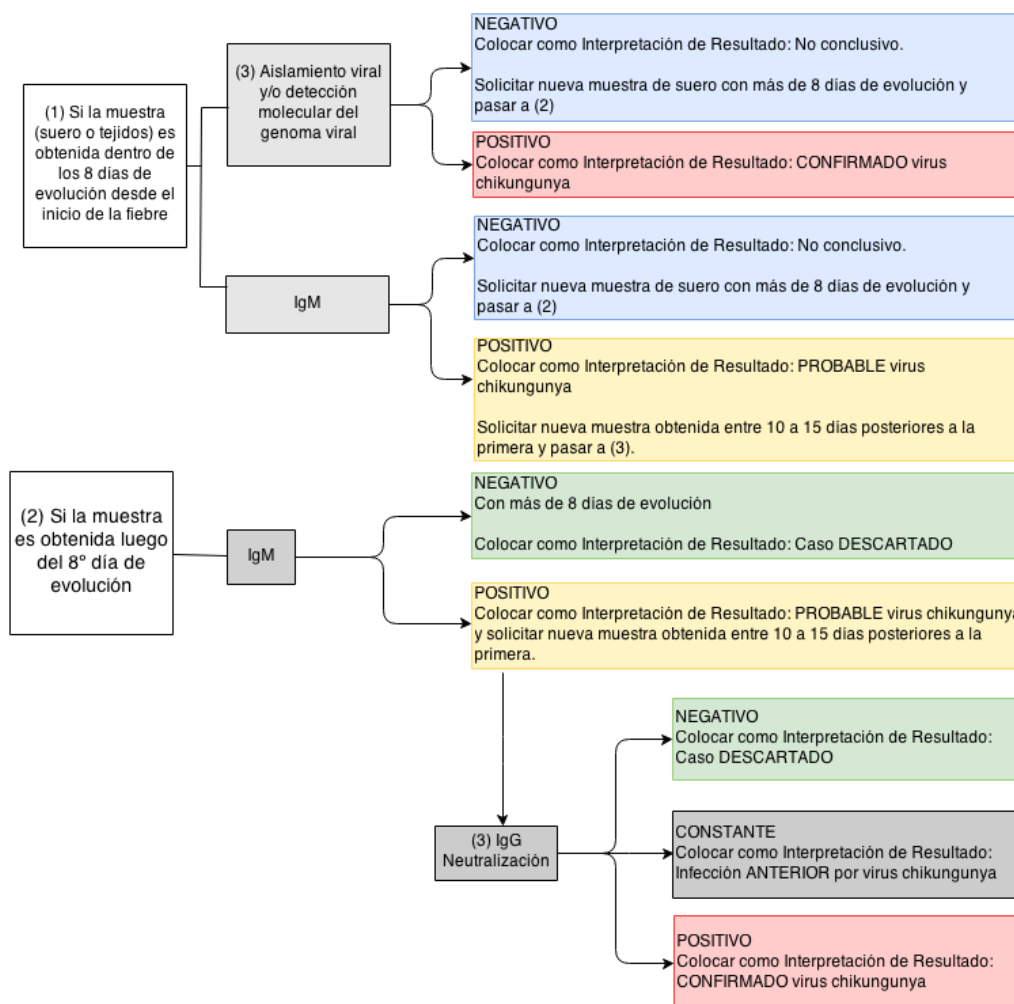 (1) Si la muestra
(suero o tejidos) es
obtenida dentro de
los 8 días de
evolución desde el
inicio de la fiebre
(3) Aislamiento viral
y/o detección
molecular del
genoma viral
NEGATIVO
Colocar como Interpretación de Resultado: No conclusivo.
Solicitar nueva muestra de suero con más de 8 días de evolución y
pasar a (2)
POSITIVO
Colocar como Interpretación de Resultado: CONFIRMADO virus
chikungunya
IgM
NEGATIVO
Colocar como Interpretación de Resultado: No conclusivo.
Solicitar nueva muestra de suero con más de 8 días de evolución y
pasar a (2)
POSITIVO
Colocar como Interpretación de Resultado: PROBABLE virus
chikungunya
Solicitar nueva muestra obtenida entre 10 a 15 días posteriores a la
primera y pasar a (3).
(2) Si la muestra
es obtenida luego
del 8° día de
evolución
IgM
NEGATIVO
Con más de 8 días de evolución
Colocar como Interpretación de Resultado: Caso DESCARTADO
POSITIVO
Colocar como Interpretación de Resultado: PROBABLE virus chikungunya
y solicitar nueva muestra obtenida entre 10 a 15 días posteriores a la
primera.
(3) IgG
Neutralización
NEGATIVO
Colocar como Interpretación de Resultado:
Caso DESCARTADO
CONSTANTE
Colocar como Interpretación de Resultado:
Infección ANTERIOR por virus chikungunya
POSITIVO
Colocar como Interpretación de Resultado:
CONFIRMADO virus chikungunya